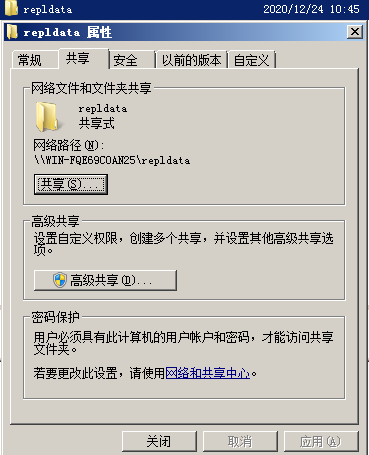 repldata 2020/12/24 10:45
repldata 属性
常规 共享 安全 以前的版本 自定义
网络文件和文件夹共享
repldata
共享式
网络路径(N):
\\WIN-FQE69COAN25\repldata
共享(S)...
高级共享
设置自定义权限，创建多个共享，并设置其他高级共享选
项。
高级共享(D)...
密码保护
用户必须具有此计算机的用户帐户和密码，才能访问共享
文件夹。
若要更改此设置，请使用网络和共享中心。
关闭 取消 应用(A)